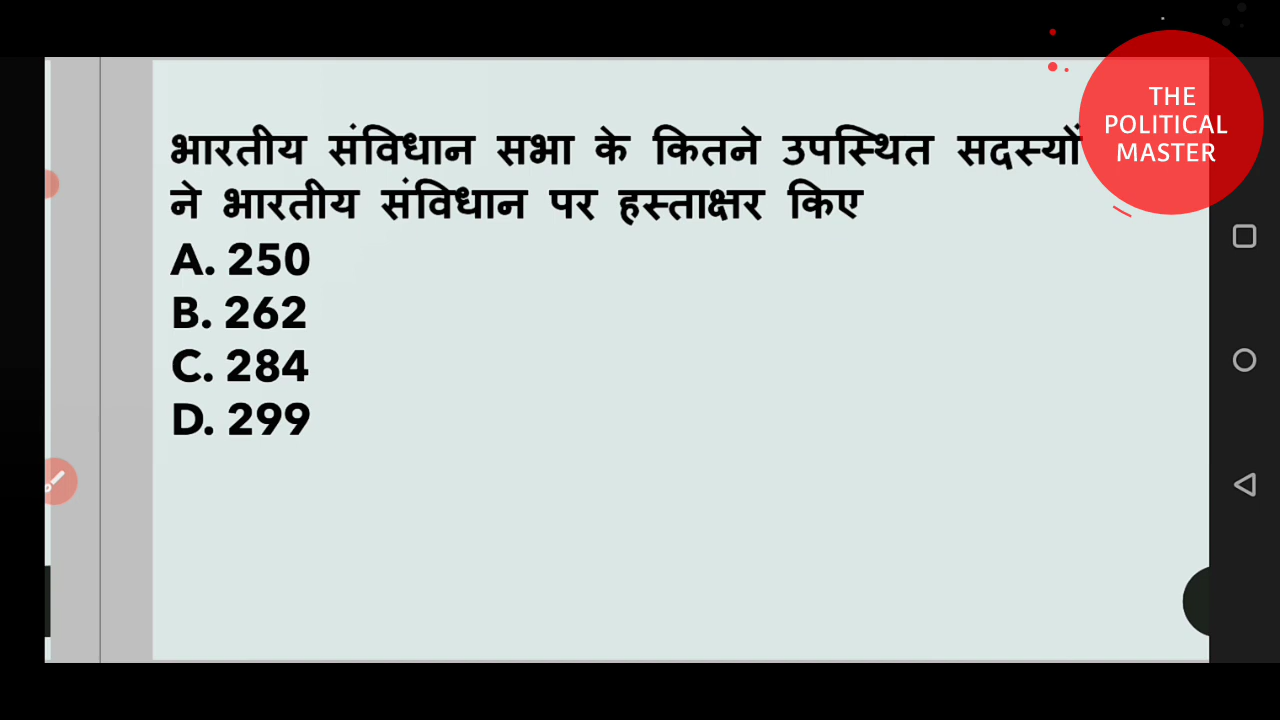 भारतीय संविधान सभा के कितने उपस्थित सदस्यों
ने भारतीय संविधान पर हस्ताक्षर किए
A. 250
B. 262
C. 284
D. 299
THE
POLITICAL
MASTER